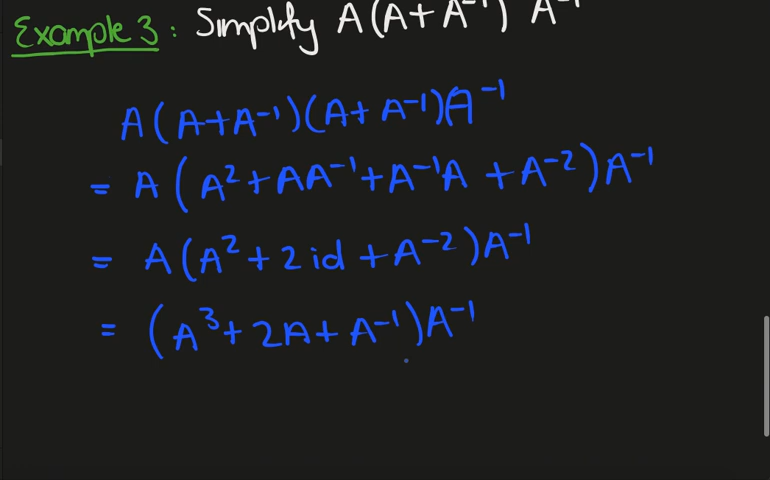 Example 3: Simplify A(A+A⁻¹) A⁻¹
A(A+A⁻¹)(A+A⁻¹)A⁻¹
= A(A²+AA⁻¹+A⁻¹A +A⁻²)A⁻¹
= A(A²+2id+A⁻²)A⁻¹
= (A³+2A+A⁻¹)A⁻¹